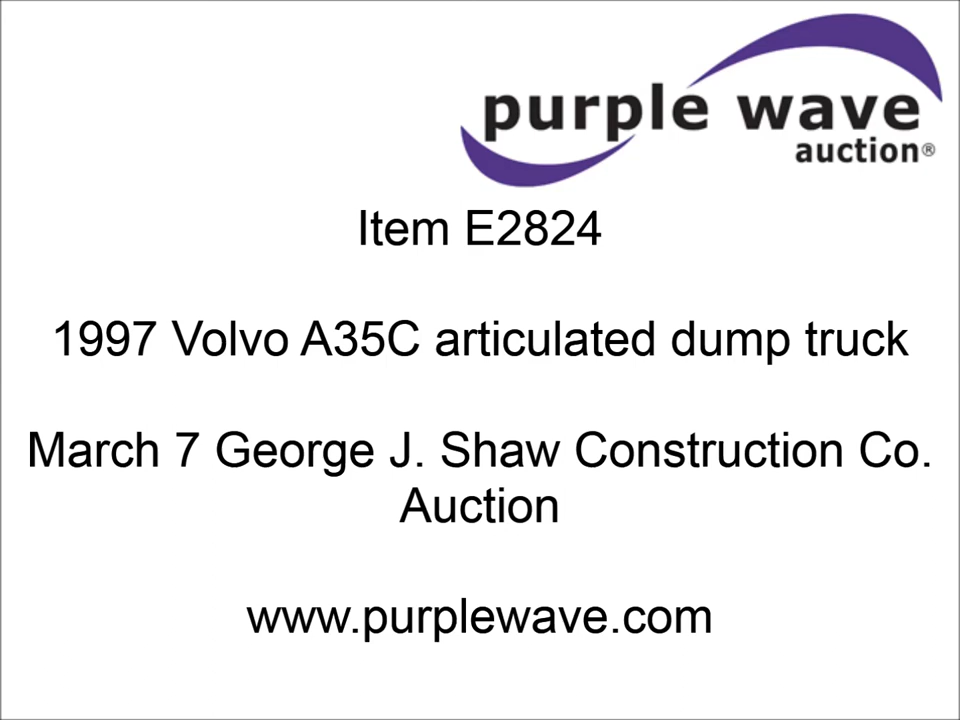 purple wave
auction®
Item E2824
1997 Volvo A35C articulated dump truck
March 7 George J. Shaw Construction Co.
Auction
www.purplewave.com